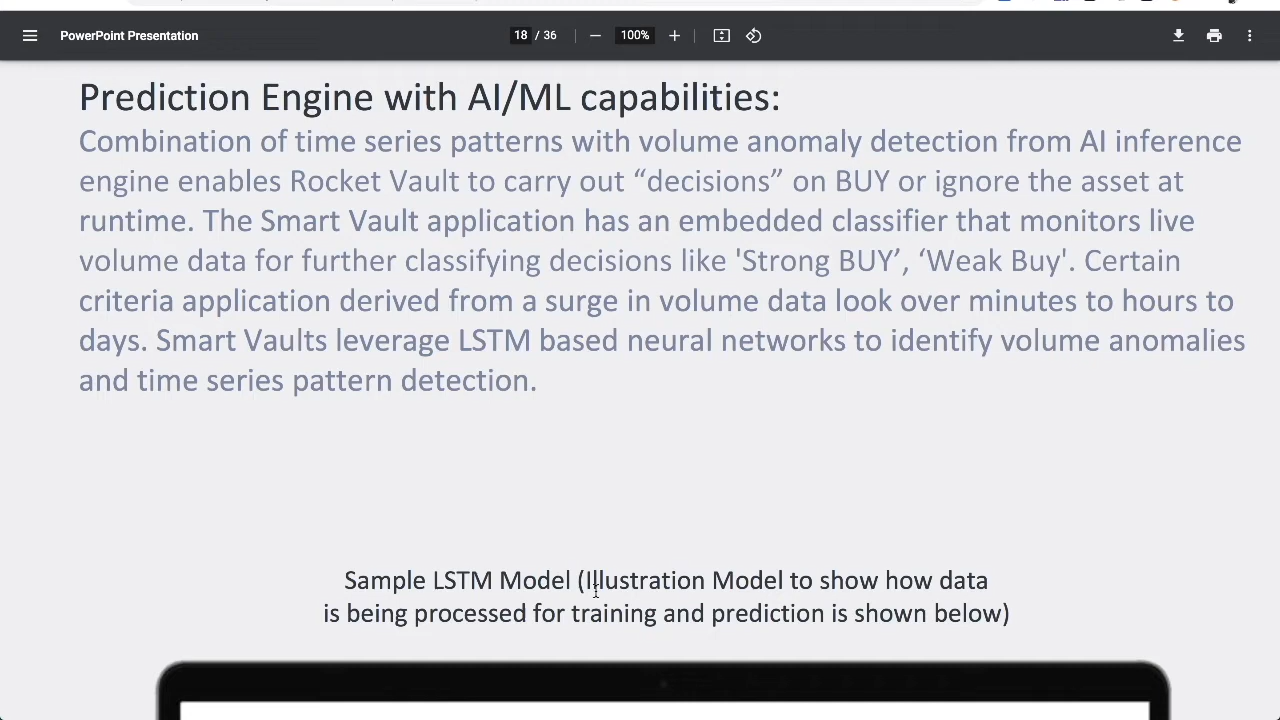 PowerPoint Presentation
18 / 36
100%
Prediction Engine with AI/ML capabilities:
Combination of time series patterns with volume anomaly detection from AI inference
engine enables Rocket Vault to carry out “decisions” on BUY or ignore the asset at
runtime. The Smart Vault application has an embedded classifier that monitors live
volume data for further classifying decisions like 'Strong BUY’, ‘Weak Buy'. Certain
criteria application derived from a surge in volume data look over minutes to hours to
days. Smart Vaults leverage LSTM based neural networks to identify volume anomalies
and time series pattern detection.
Sample LSTM Model (Illustration Model to show how data
is being processed for training and prediction is shown below)